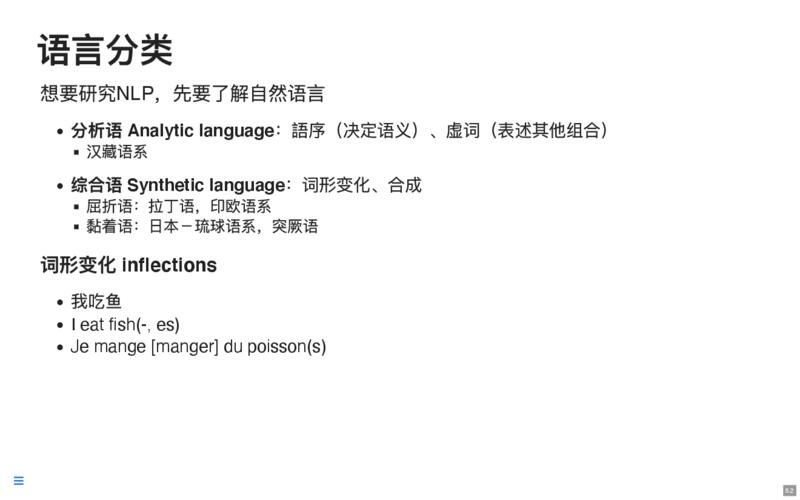 语言分类
想要研究NLP，先要了解自然语言
• 分析语 Analytic language：語序（决定语义）、虚词（表述其他组合）
▪ 汉藏语系
• 综合语 Synthetic language：词形变化、合成
▪ 屈折语：拉丁语，印欧语系
▪ 黏着语：日本－琉球语系，突厥语
词形变化 inflections
• 我吃鱼
• I eat fish(-, es)
• Je mange [manger] du poisson(s)
5.2